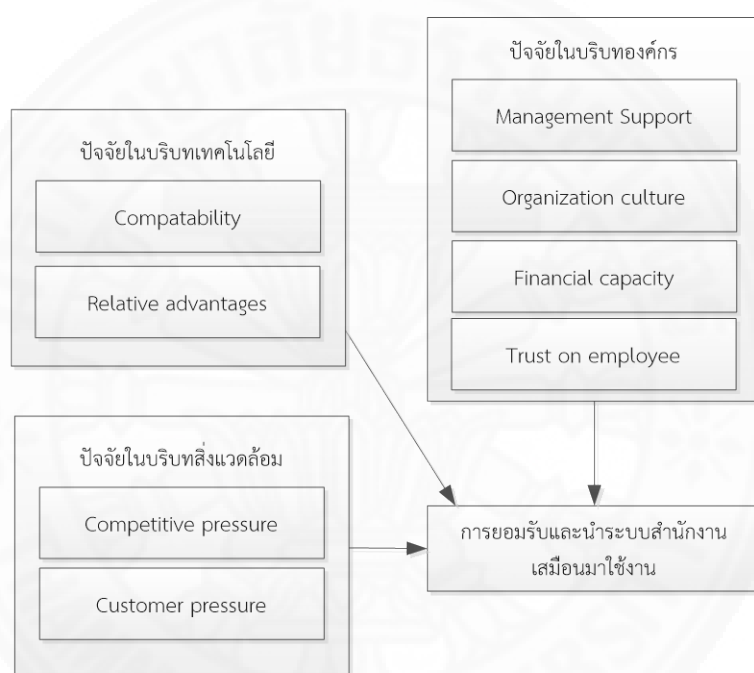 ปัจจัยในบริบทองค์กร
Management Support
Organization culture
Financial capacity
Trust on employee
ปัจจัยในบริบทเทคโนโลยี
Compatability
Relative advantages
ปัจจัยในบริบทสิ่งแวดล้อม
Competitive pressure
Customer pressure
การยอมรับและนำระบบสำนักงาน
เสมือนมาใช้งาน